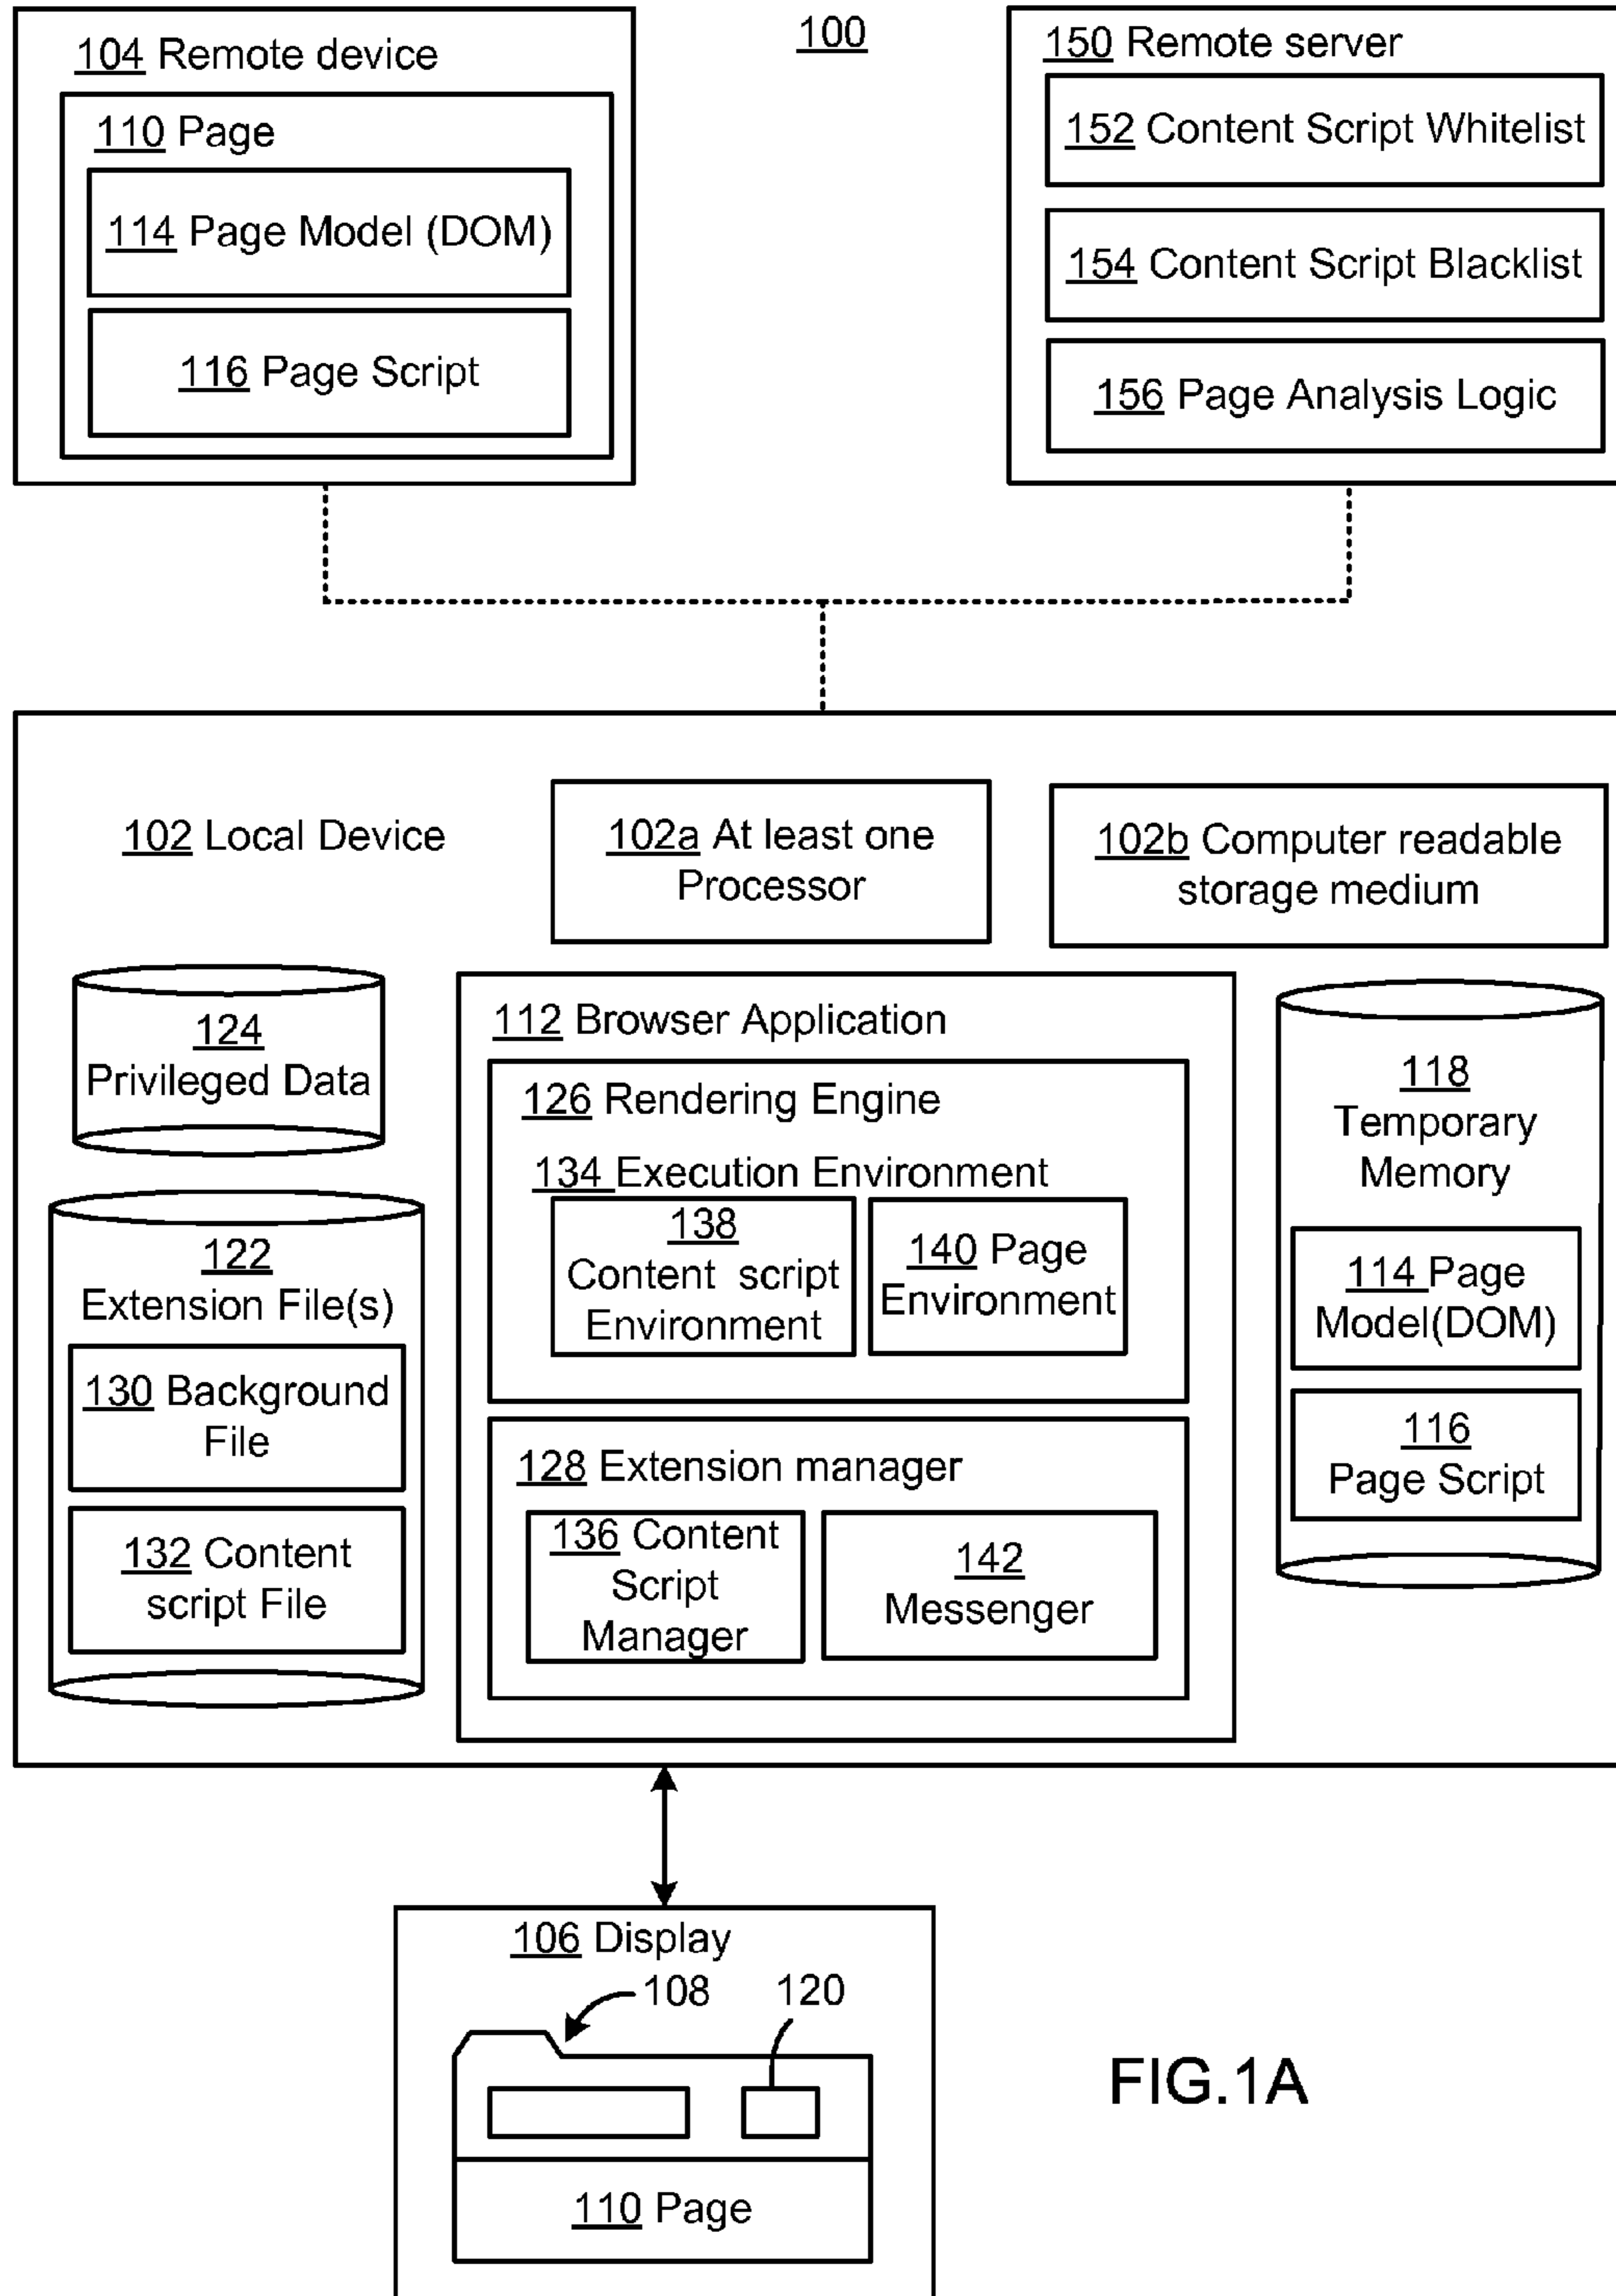 104 Remote device
110 Page
114 Page Model (DOM)
116 Page Script
100
150 Remote server
152 Content Script Whitelist
154 Content Script Blacklist
156 Page Analysis Logic
102 Local Device
102a At least one
Processor
102b Computer readable
storage medium
124
Privileged Data
122
Extension File(s)
130 Background
File
132 Content
script File
112 Browser Application
126 Rendering Engine
134 Execution Environment
138
Content script
Environment
140 Page
Environment
128 Extension manager
136 Content
Script
Manager
142
Messenger
118
Temporary
Memory
114 Page
Model(DOM)
116
Page Script
106 Display
108
120
110 Page
FIG.1A